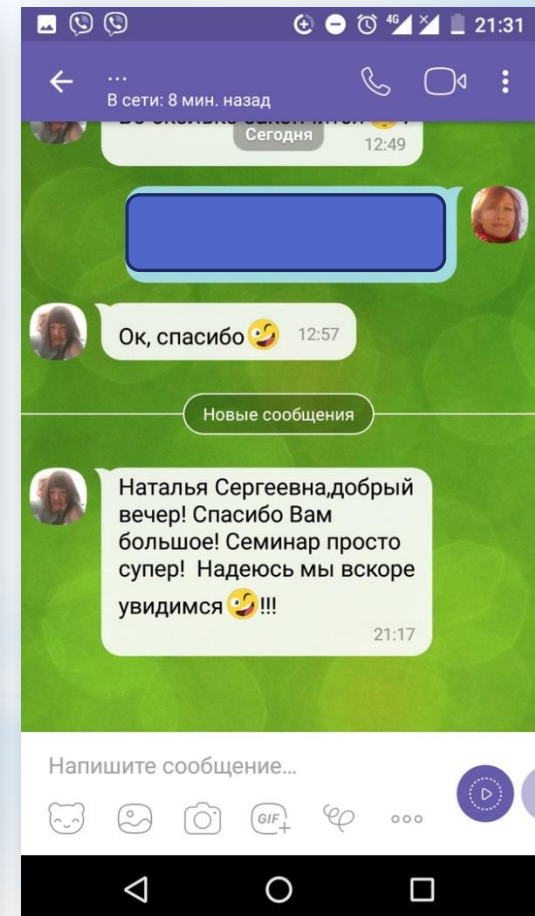 4G
21:31
...
В сети: 8 мин. назад
Сегодня
12:49
Ок, спасибо🤪 12:57
Новые сообщения
Наталья Сергеевна,добрый
вечер! Спасибо Вам
большое! Семинар просто
супер!  Надеюсь мы вскоре
увидимся🤪!!!
21:17
Напишите сообщение...
GIF